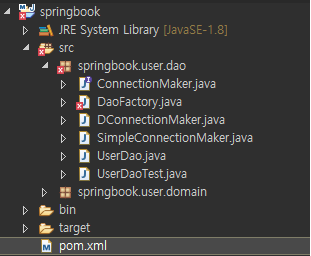 springbook
JRE System Library [JavaSE-1.8]
src
springbook.user.dao
ConnectionMaker.java
DaoFactory.java
DConnectionMaker.java
SimpleConnectionMaker.java
UserDao.java
UserDaoTest.java
springbook.user.domain
bin
target
pom.xml